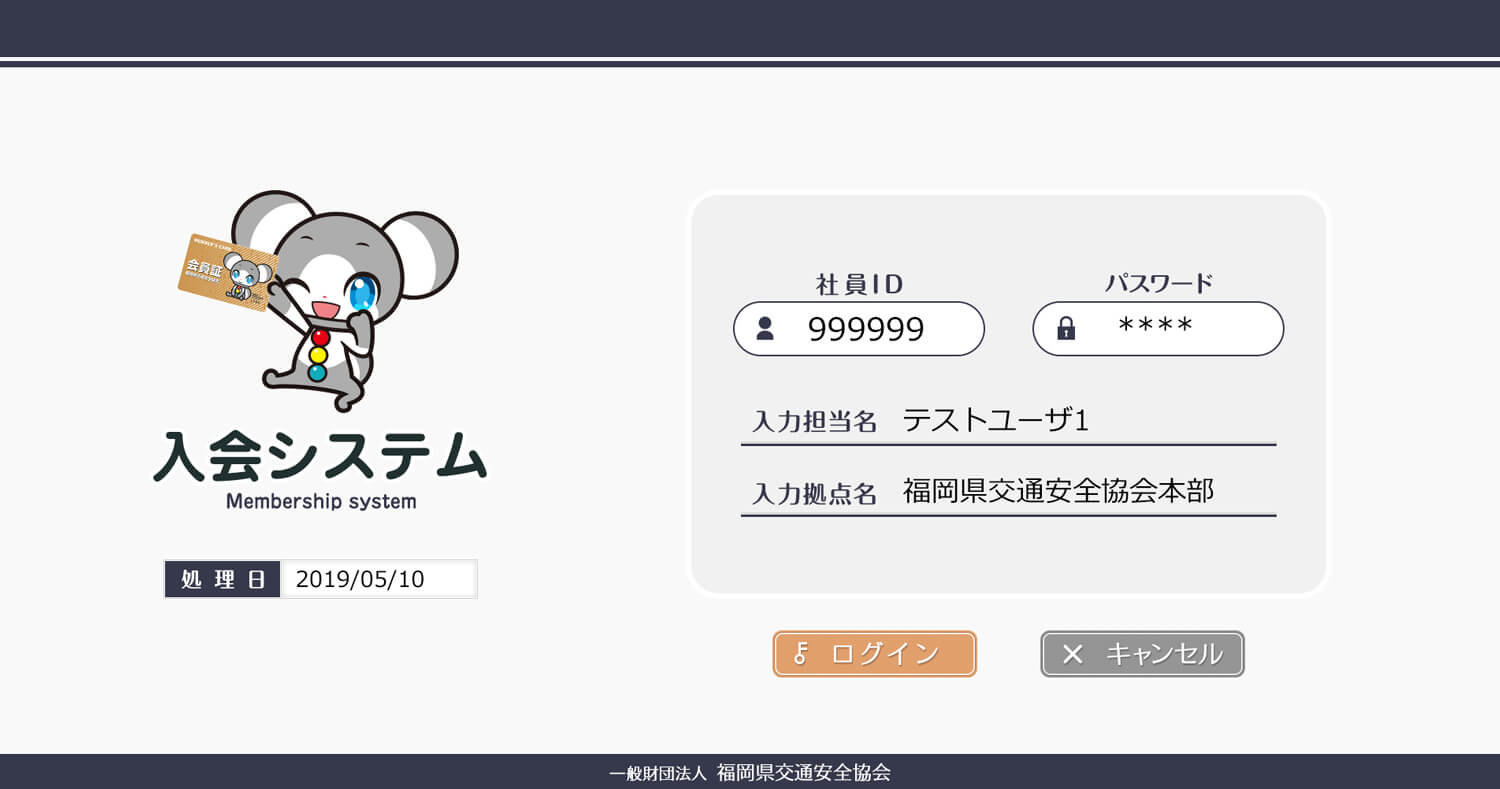 MEMBER'S CARD
会員証
入会システム
Membership system
処理日 2019/05/10
社員ID パスワード
999999 ****
入力担当名 テストユーザ1
入力拠点名 福岡県交通安全協会本部
ログイン × キャンセル
一般財団法人 福岡県交通安全協会